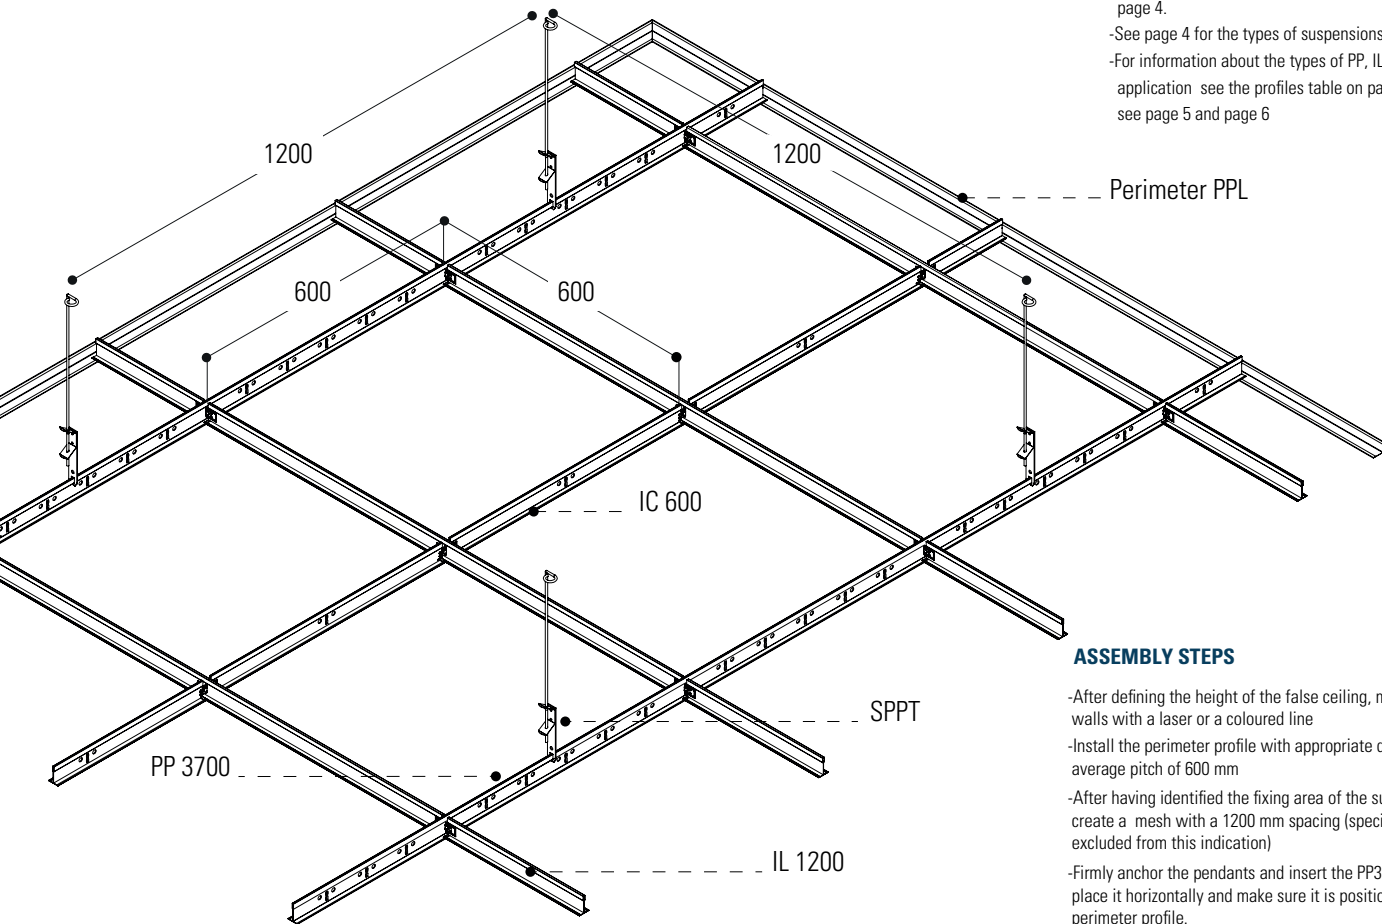 page 4.
-See page 4 for the types of suspensions
-For information about the types of PP, IL
application see the profiles table on pa
see page 5 and page 6
1200
1200
Perimeter PPL
600
600
IC 600
SPPT
PP 3700
IL 1200
ASSEMBLY STEPS
-After defining the height of the false ceiling, m
walls with a laser or a coloured line
-Install the perimeter profile with appropriate
average pitch of 600 mm
-After having identified the fixing area of the su
create a mesh with a 1200 mm spacing (speci
excluded from this indication)
-Firmly anchor the pendants and insert the PP3
place it horizontally and make sure it is position
perimeter profile.